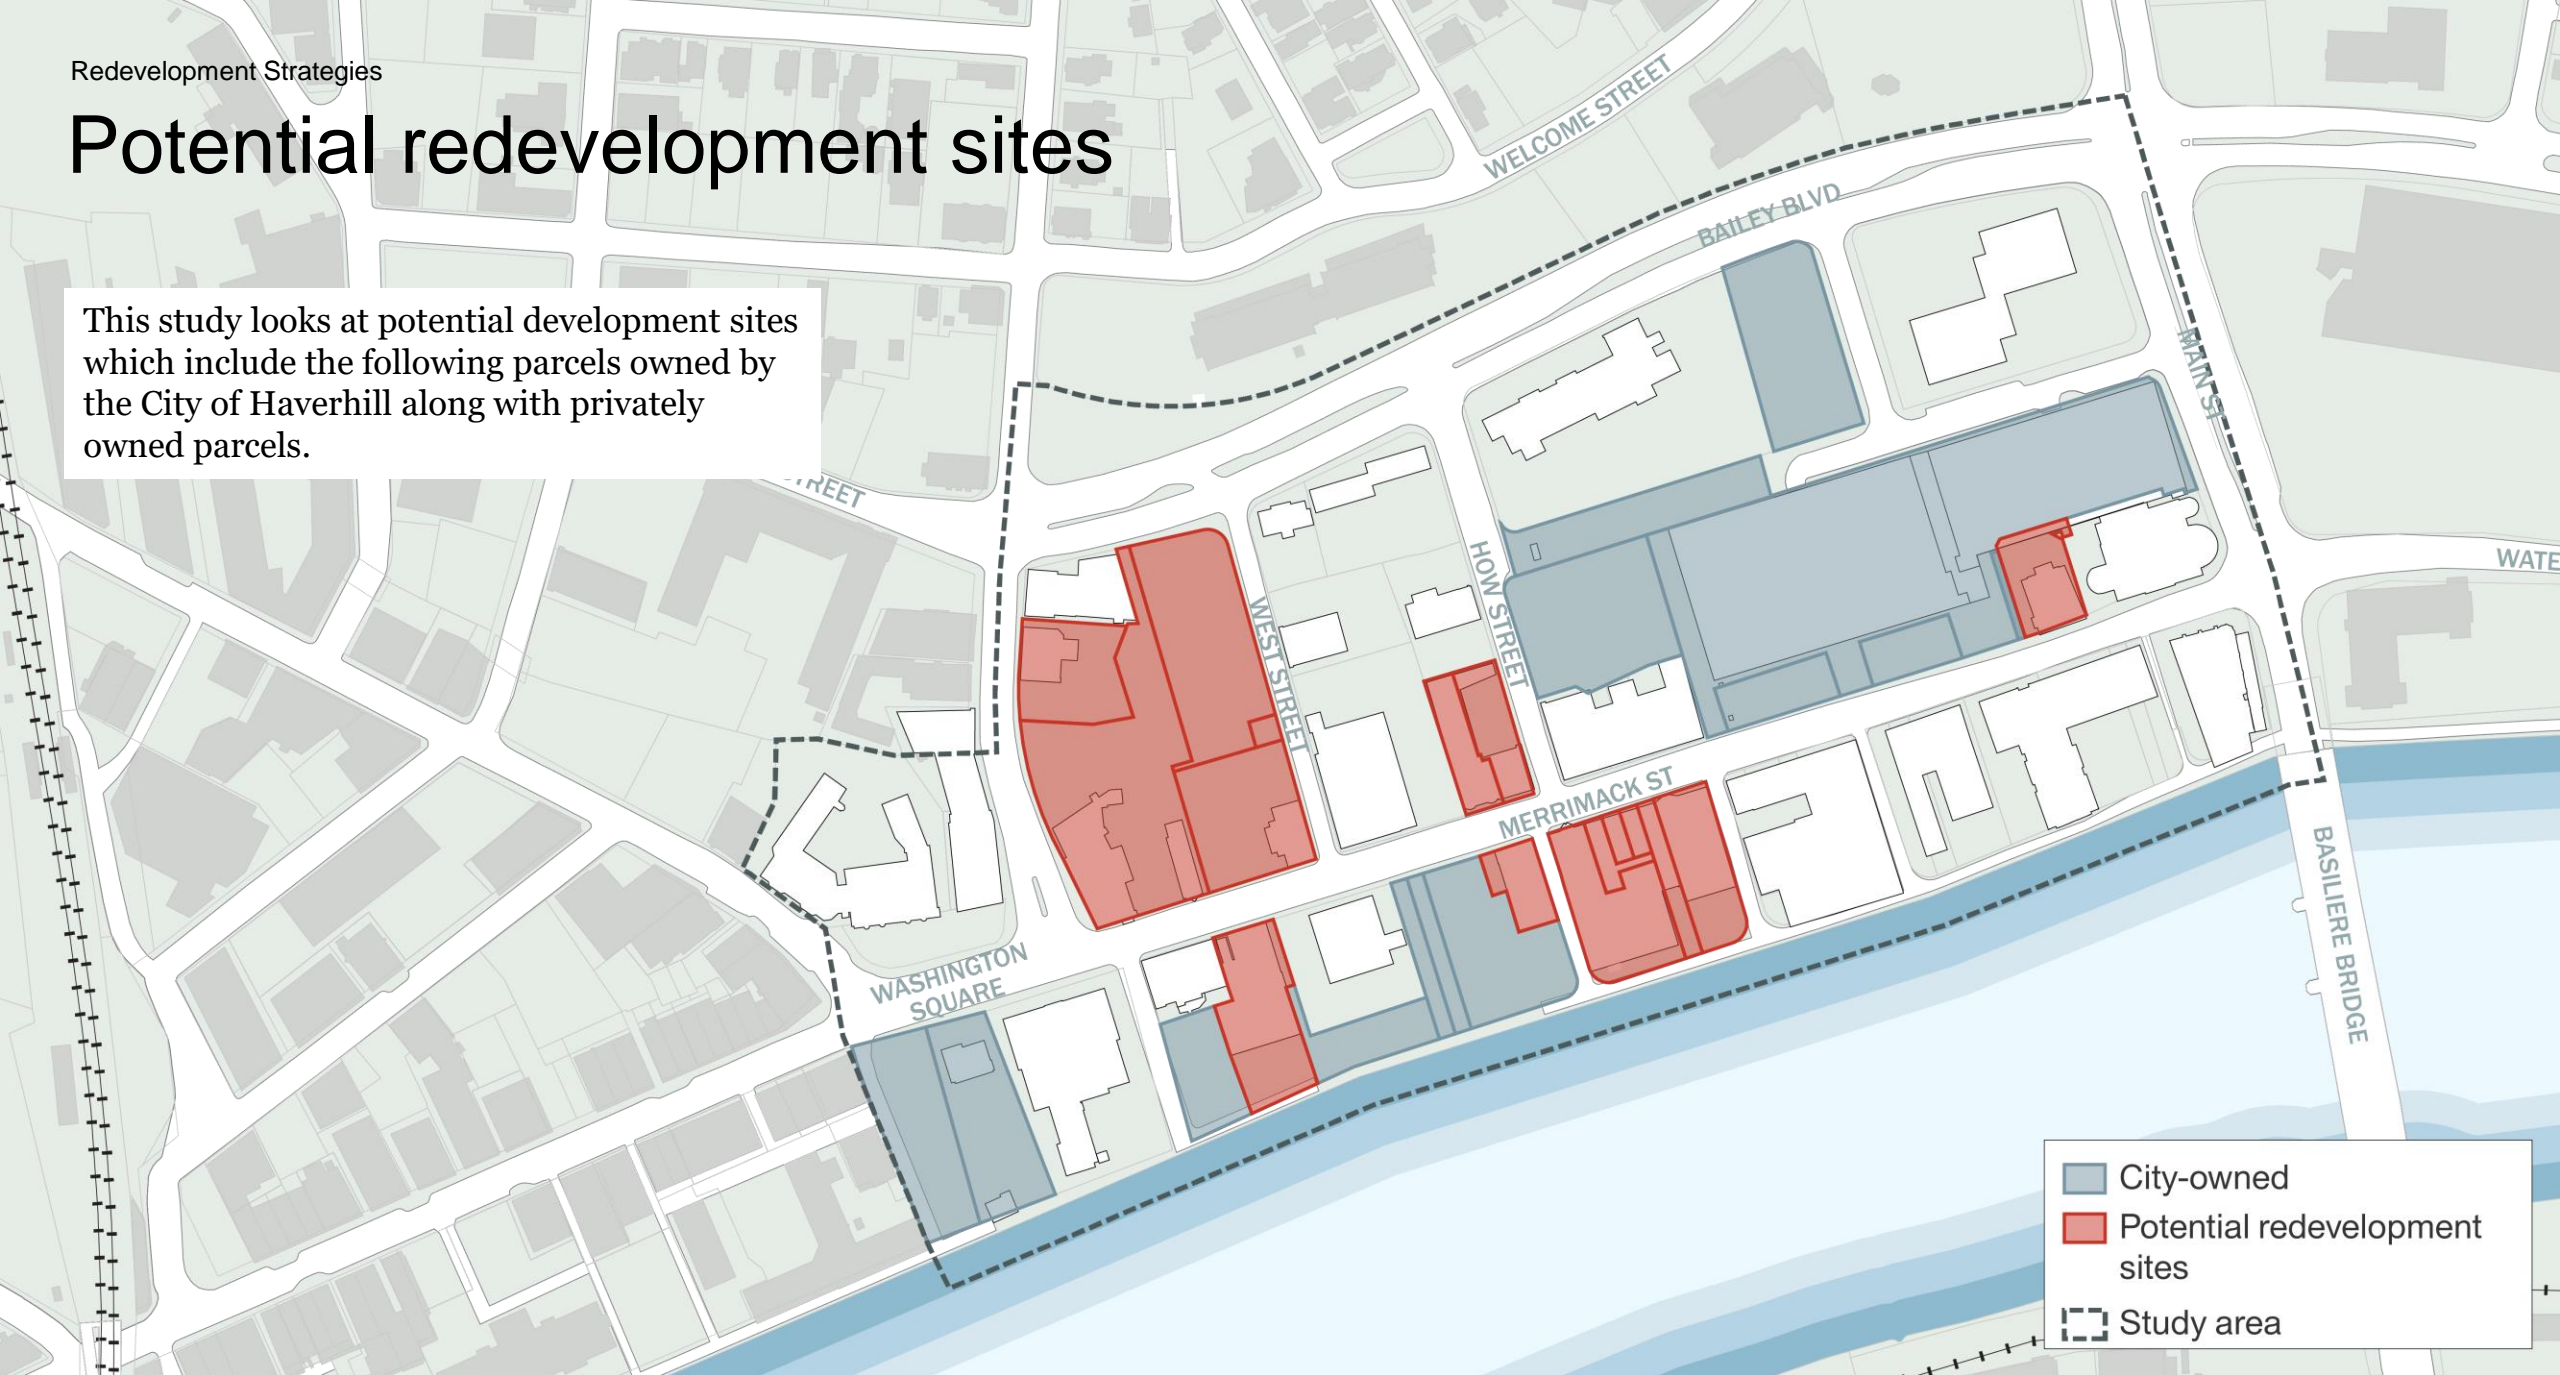 Redevelopment Strategies
Potential redevelopment sites
This study looks at potential development sites
which include the following parcels owned by
the City of Haverhill along with privately
owned parcels.
WELCOME STREET
BAILEY BLVD
MAIN ST
WEST STREET
HOW STREET
MERRIMACK ST
WASHINGTON
SQUARE
BASILIERE BRIDGE
City-owned
Potential redevelopment
sites
Study area